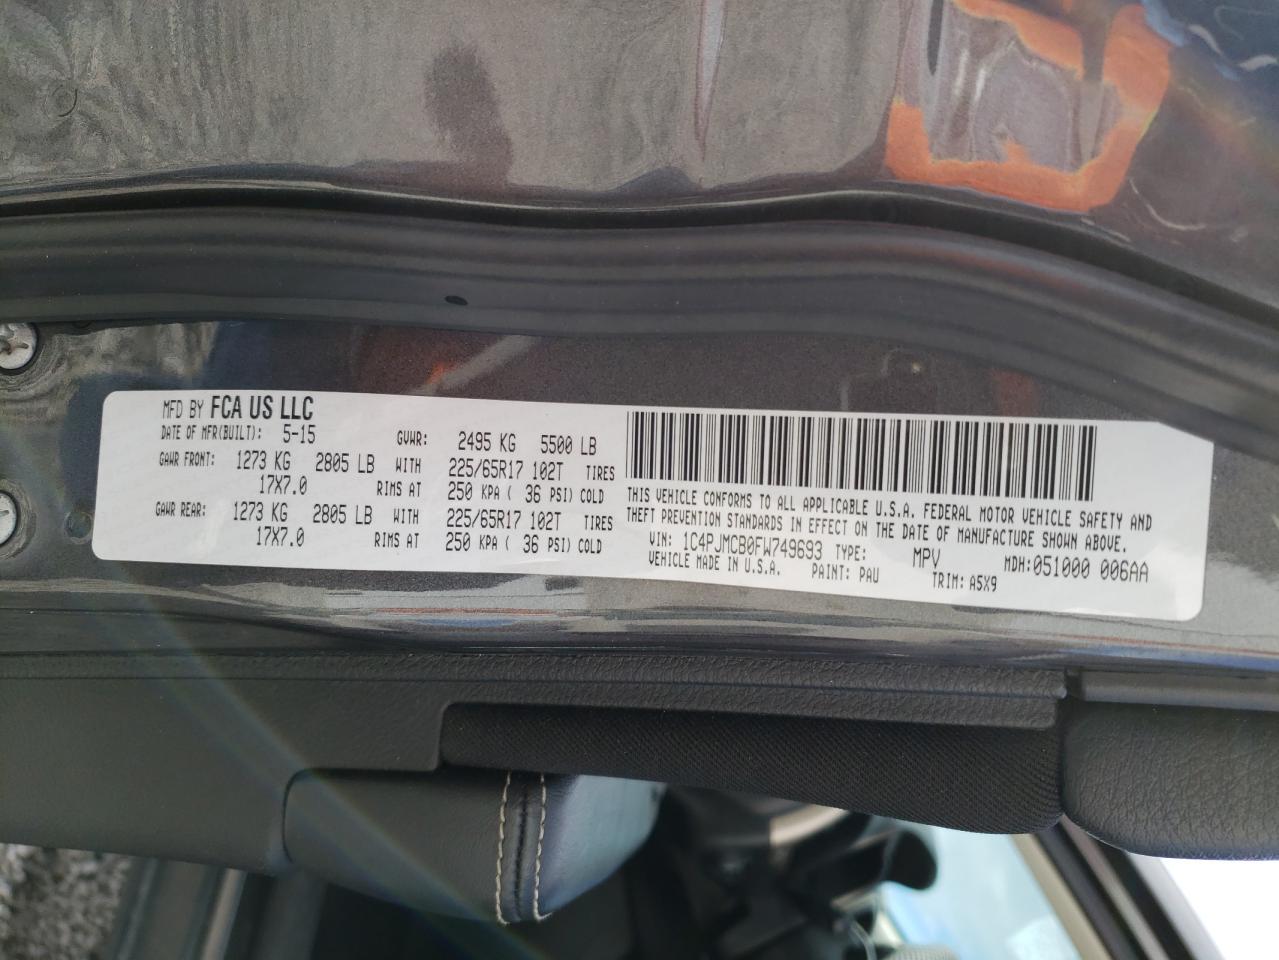 MFD BY FCA US LLC
DATE OF MFR(BUILT): 5-15 GVWR: 2495 KG 5500 LB
GAWR FRONT: 1273 KG 2805 LB WITH 225/65R17 102T TIRES
17X7.0 RIMS AT 250 KPA ( 36 PSI) COLD
GAWR REAR: 1273 KG 2805 LB WITH 225/65R17 102T TIRES
17X7.0 RIMS AT 250 KPA ( 36 PSI) COLD
THIS VEHICLE CONFORMS TO ALL APPLICABLE U.S.A. FEDERAL MOTOR VEHICLE SAFETY AND
THEFT PREVENTION STANDARDS IN EFFECT ON THE DATE OF MANUFACTURE SHOWN ABOVE.
VIN: 1C4PJMCB0FW749693 TYPE: MPV MDH:051000 006AA
VEHICLE MADE IN U.S.A. PAINT: PAU TRIM: A5X9